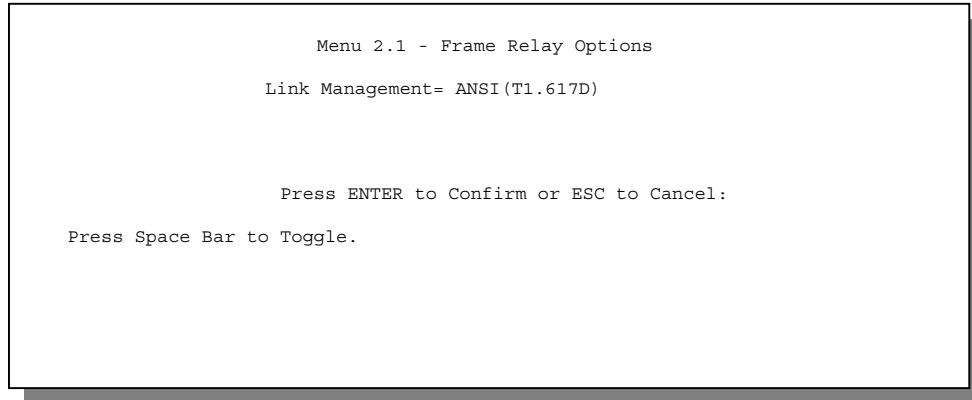 Menu 2.1 - Frame Relay Options
Link Management= ANSI(T1.617D)
Press ENTER to Confirm or ESC to Cancel:
Press Space Bar to Toggle.